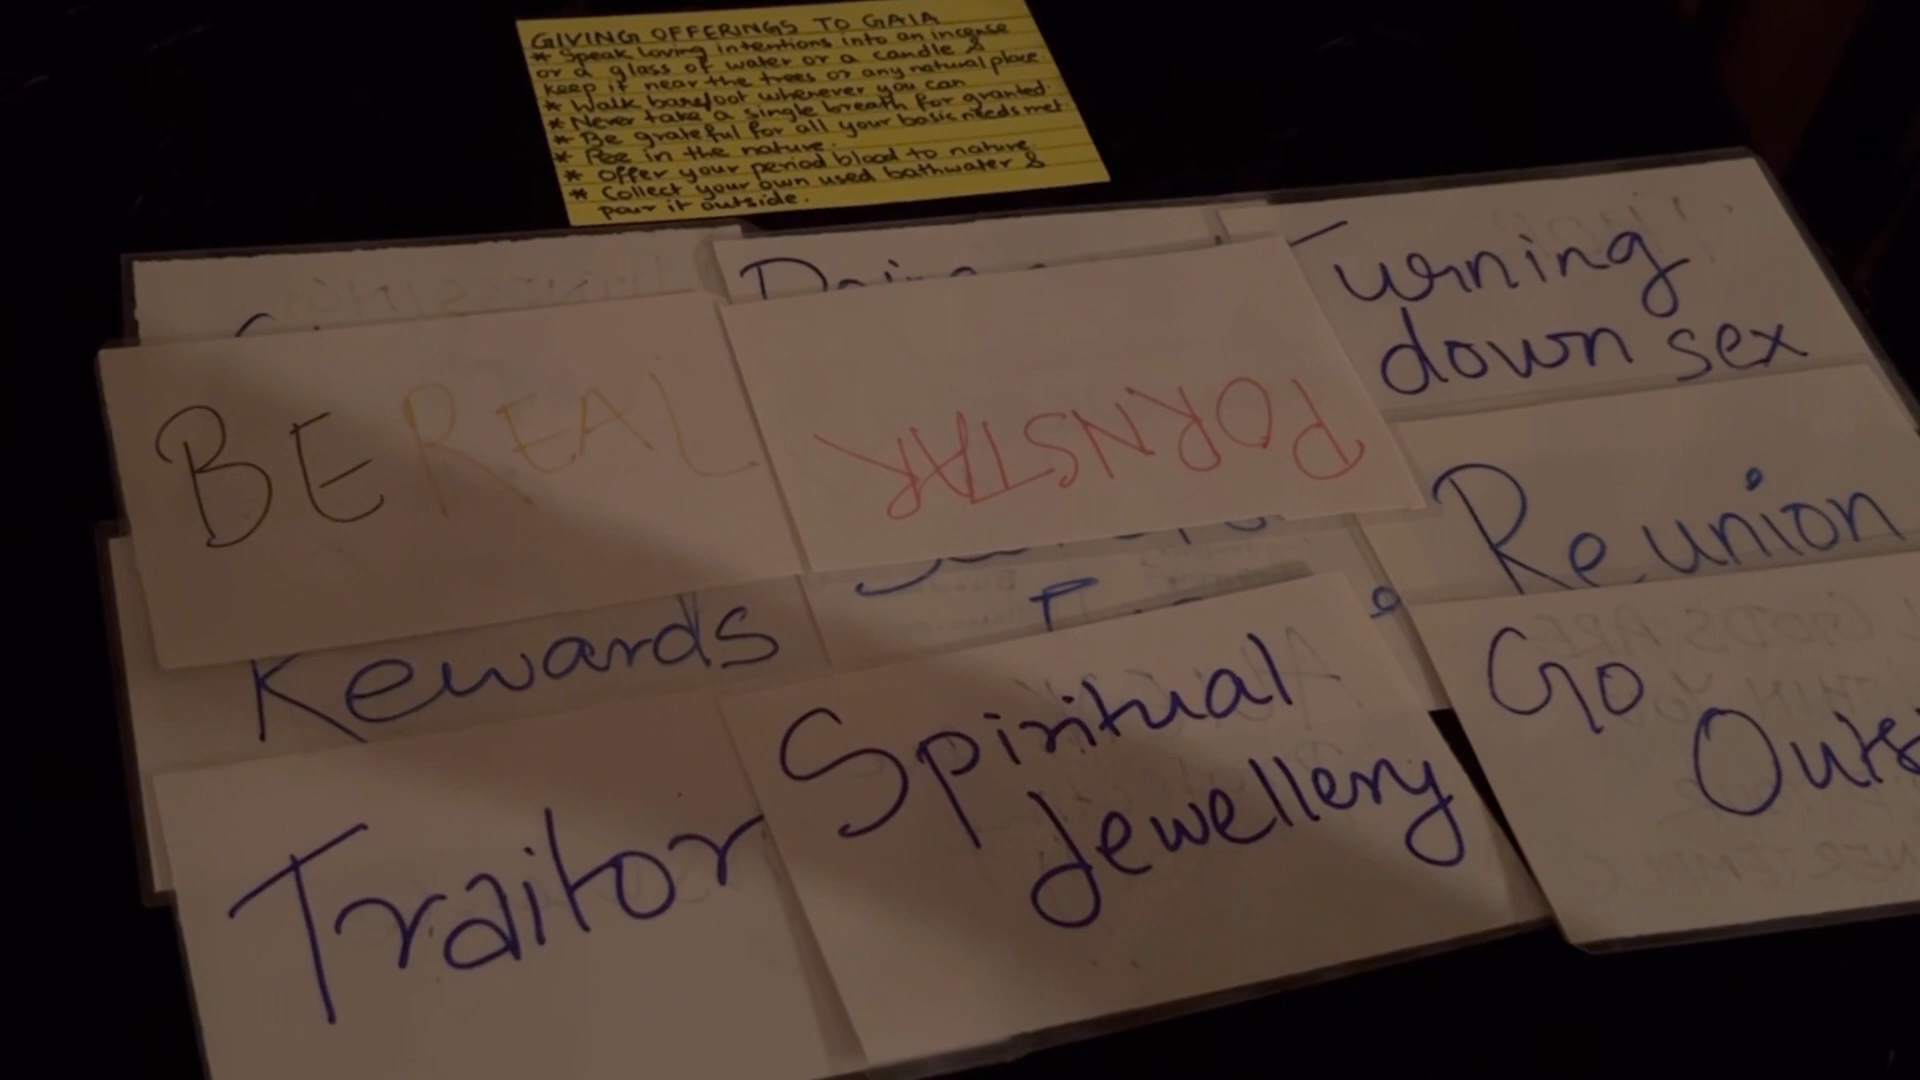 GIVING OFFERINGS TO GAIA
* Speak loving intentions into an incense
or a glass of water or a candle &
keep it near the trees or any natural place.
* Walk barefoot wherever you can
* Never take a single breath for granted.
* Be grateful for all your basic needs met.
* Pee in the nature.
* Offer your period blood to nature.
* Collect your own used bathwater &
pour it outside.
Turning
down sex
BE REAL
PORNSTAR
Reunion
Rewards
Go
Traitor
Spiritual
Jewellery